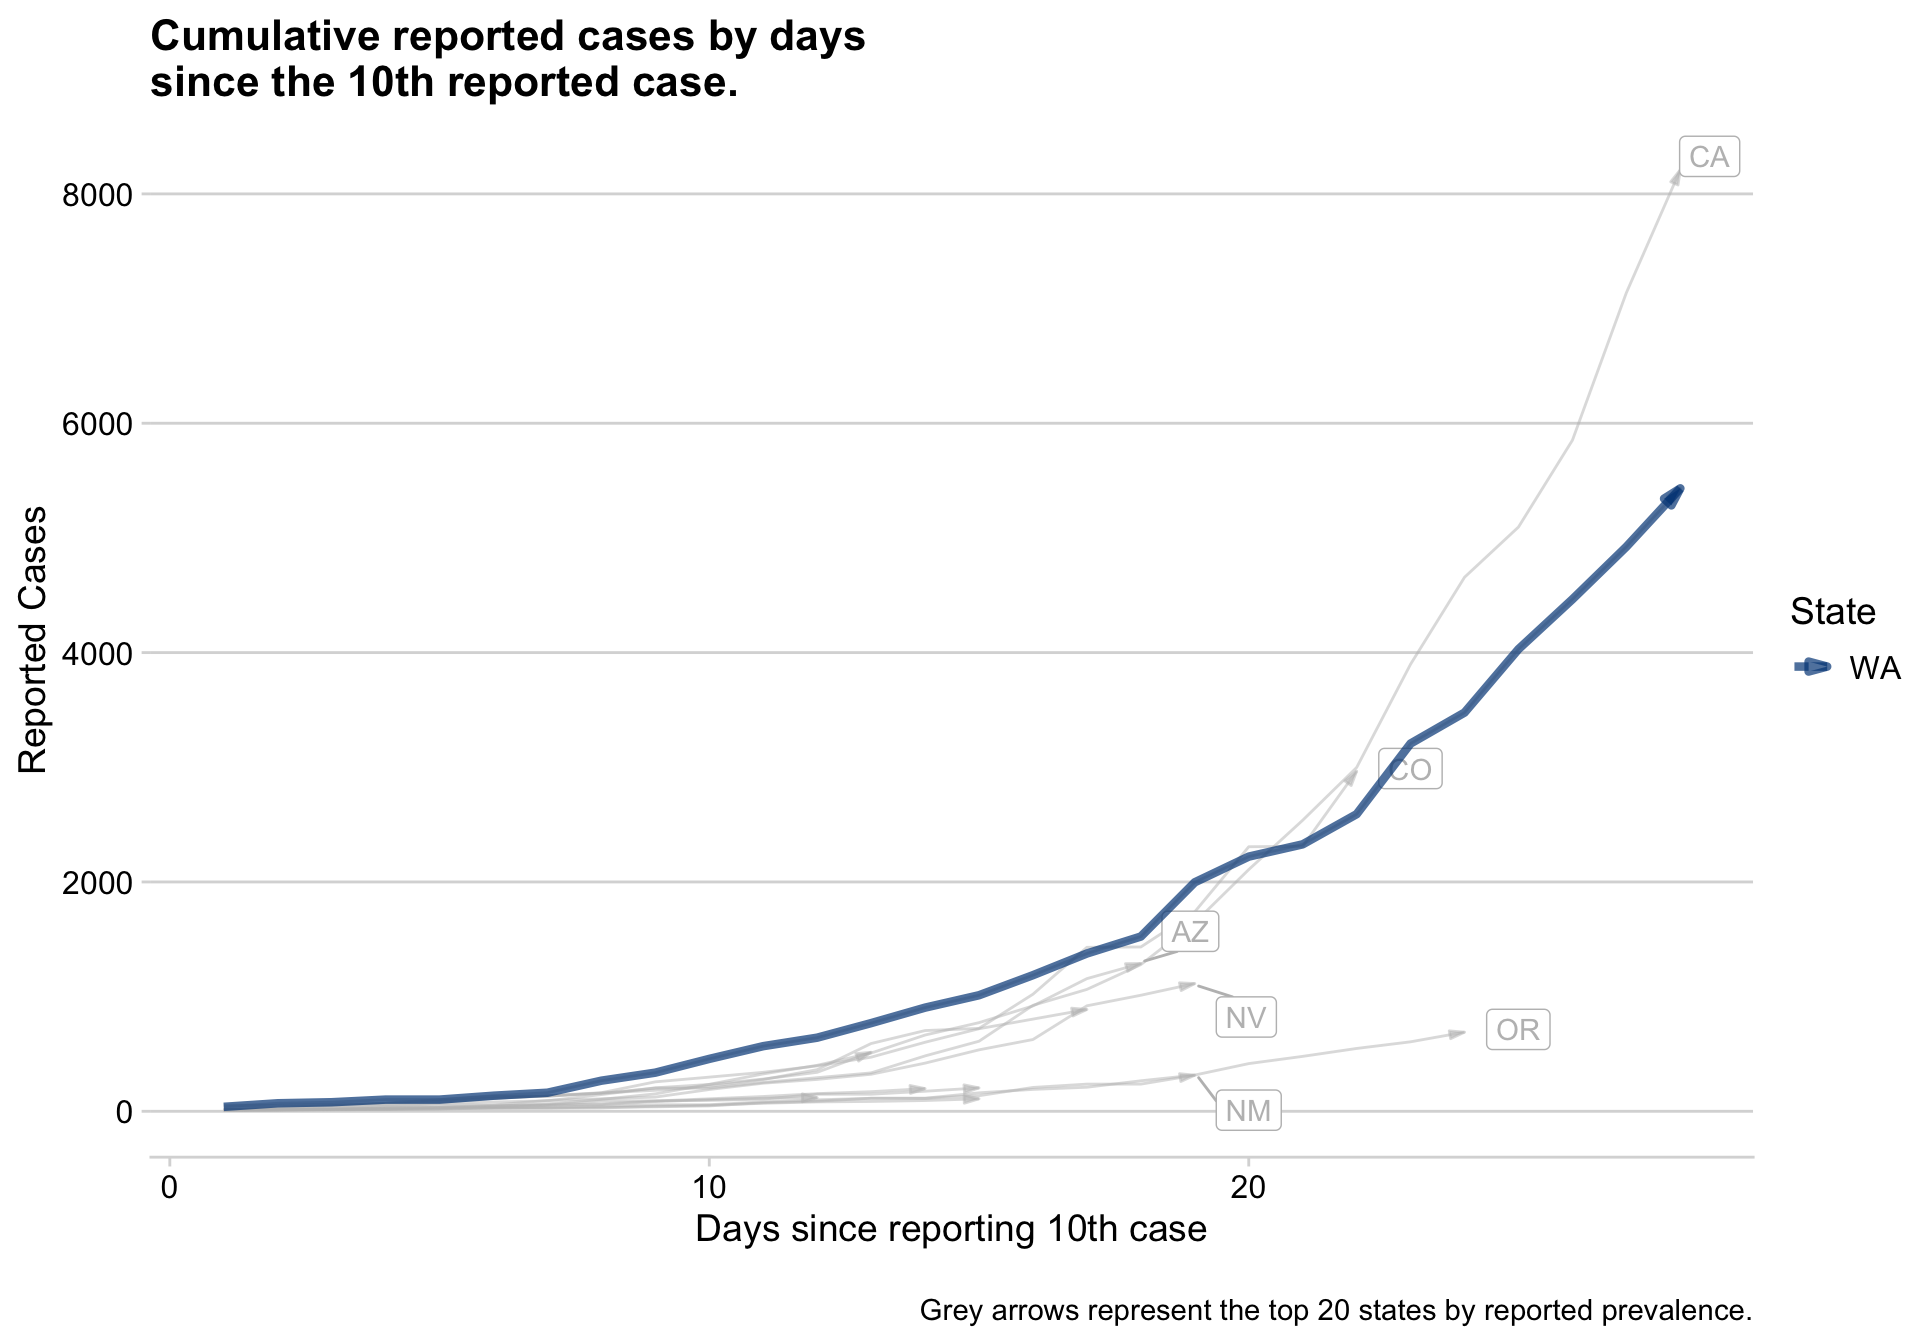 Cumulative reported cases by days
since the 10th reported case.
CA
8000
6000
Reported Cases
4000
State
WA
CO
2000
AZ
NV
OR
NM
0
0 10 20
Days since reporting 10th case
Grey arrows represent the top 20 states by reported prevalence.